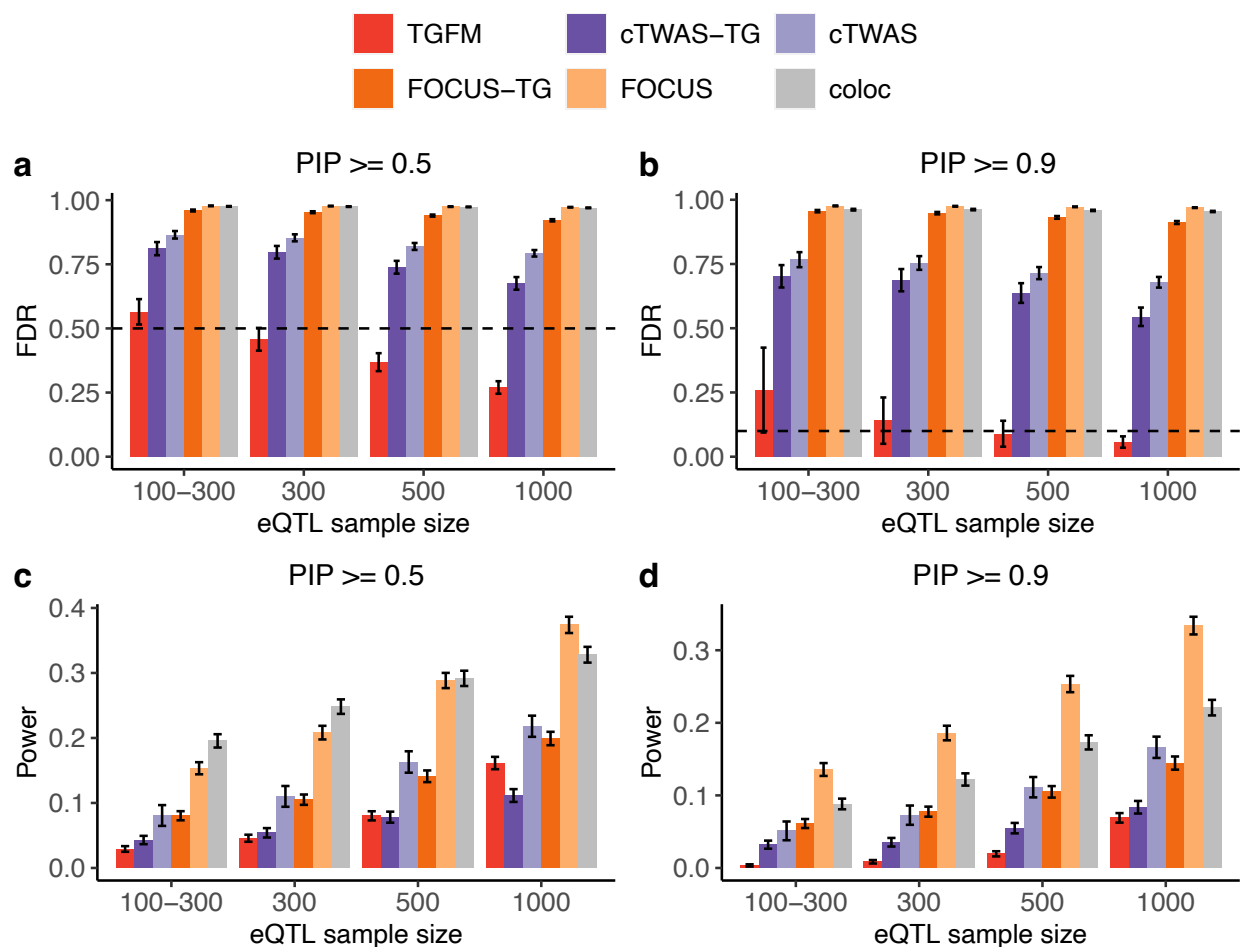 TGFM cTWAS−TG cTWAS
FOCUS−TG FOCUS coloc
a PIP >= 0.5
1.00
0.75
0.50
0.25
0.00
FDR
100−300 300 500 1000
eQTL sample size
b PIP >= 0.9
1.00
0.75
0.50
0.25
0.00
FDR
100−300 300 500 1000
eQTL sample size
c PIP >= 0.5
0.4
0.3
0.2
0.1
0.0
Power
100−300 300 500 1000
eQTL sample size
d PIP >= 0.9
0.3
0.2
0.1
0.0
Power
100−300 300 500 1000
eQTL sample size